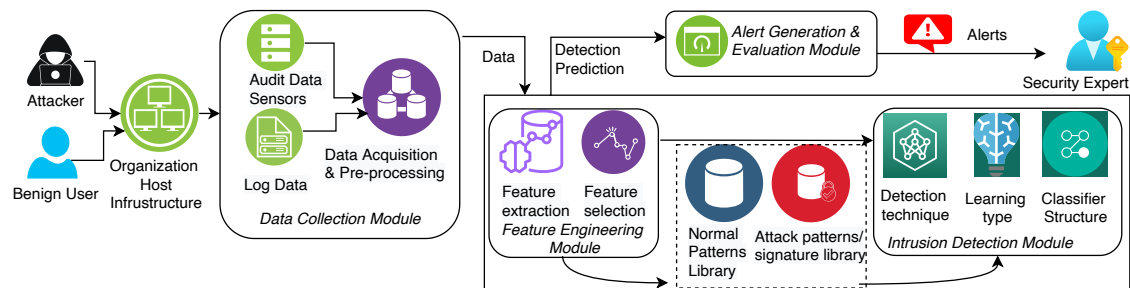 Attacker
Benign User
Organization
Host
Infrustructure
Audit Data
Sensors
Log Data
Data Acquisition
& Pre-processing
Data Collection Module
Data
Detection
Prediction
Alert Generation &
Evaluation Module
Alerts
Security Expert
Feature
extraction
Feature
selection
Feature Engineering
Module
Normal
Patterns
Library
Attack patterns/
signature library
Detection
technique
Learning
type
Classifier
Structure
Intrusion Detection Module